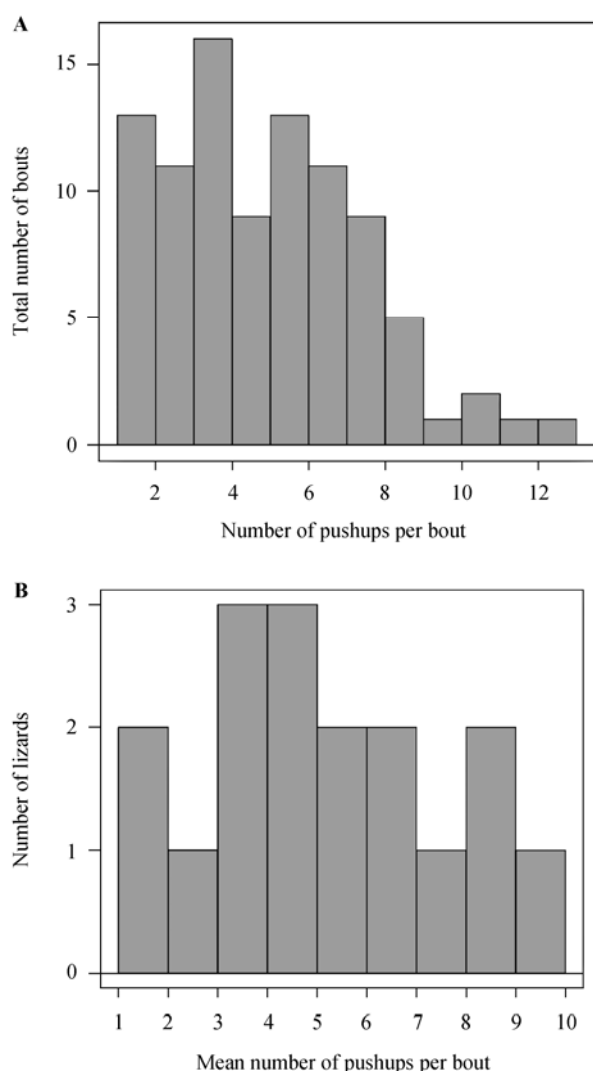 A
15
10
5
0
Total number of bouts
2 4 6 8 10 12
Number of pushups per bout
B
3
2
1
0
Number of lizards
1 2 3 4 5 6 7 8 9 10
Mean number of pushups per bout